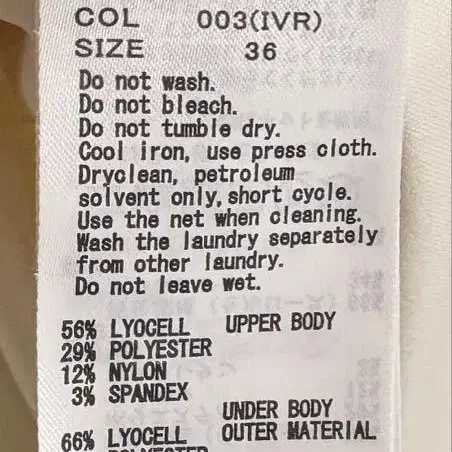 COL 003(IVR)
SIZE 36
Do not wash.
Do not bleach.
Do not tumble dry.
Cool iron, use press cloth.
Dryclean, petroleum
solvent only, short cycle.
Use the net when cleaning.
Wash the laundry separately
from other laundry.
Do not leave wet.
56% LYOCELL UPPER BODY
29% POLYESTER
12% NYLON
3% SPANDEX
UNDER BODY
66% LYOCELL OUTER MATERIAL
POLYESTER